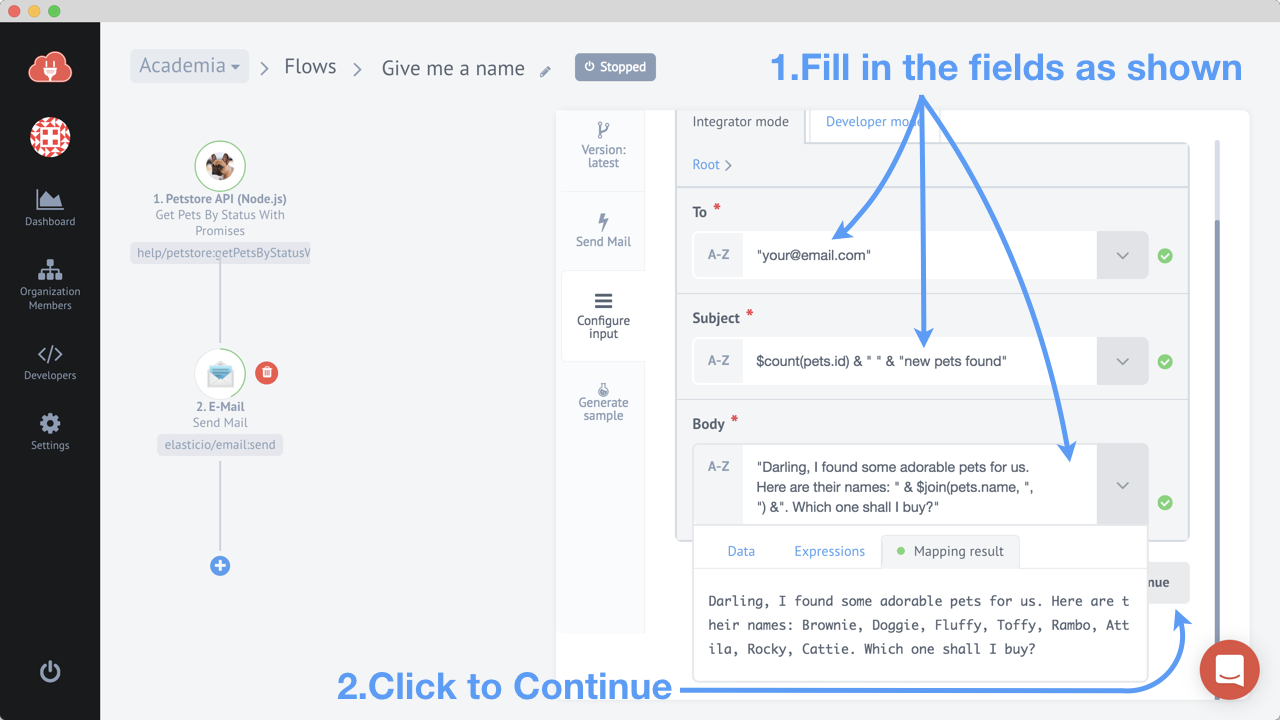 Academia
Flows
Give me a name
Stopped
1.Fill in the fields as shown
Dashboard
Organization
Members
Developers
Settings
1. Petstore API (Node.js)
Get Pets By Status With
Promises
help/petstore:getPetsByStatusW
2. E-Mail
Send Mail
elasticio/email:send
Version:
latest
Send Mail
Configure
input
Generate
sample
Integrator mode
Developer mode
Root
To *
A-Z
"your@email.com"
Subject *
A-Z
$count(pets.id) & " " & "new pets found"
Body *
A-Z
"Darling, I found some adorable pets for us.
Here are their names: " & $join(pets.name, ",
") &". Which one shall I buy?"
Data
Expressions
Mapping result
nue
Darling, I found some adorable pets for us. Here are t
heir names: Brownie, Doggie, Fluffy, Toffy, Rambo, Att
ila, Rocky, Cattie. Which one shall I buy?
2.Click to Continue